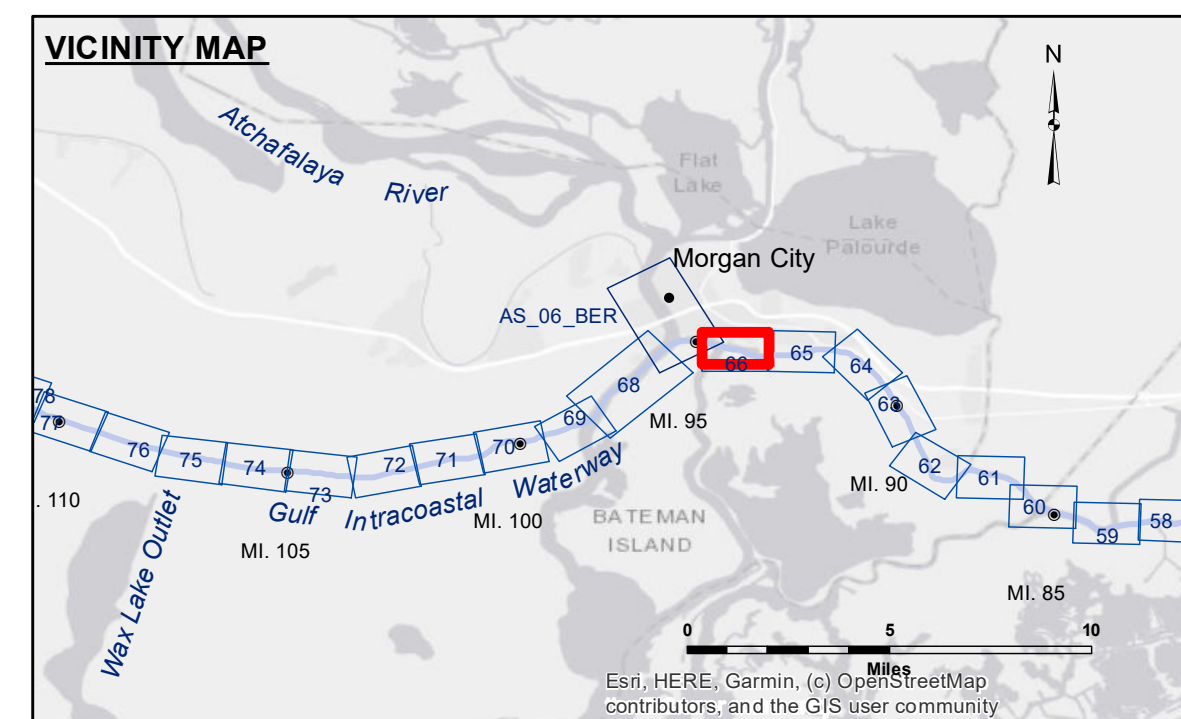 VICINITY MAP
N
Atchafalaya
River
Flat
Lake
Lake
Palourde
Morgan City
AS_06_BER
66
65
64
68
63
MI. 95
78
77
76
75
74
73
72
71
70
69
62
61
60
59
58
MI. 90
. 110
Gulf Intracoastal Waterway
MI. 100
MI. 105
BATEMAN
ISLAND
Wax Lake Outlet
MI. 85
0 5 10
Miles
Esri, HERE, Garmin, (c) OpenStreetMap
contributors, and the GIS user community